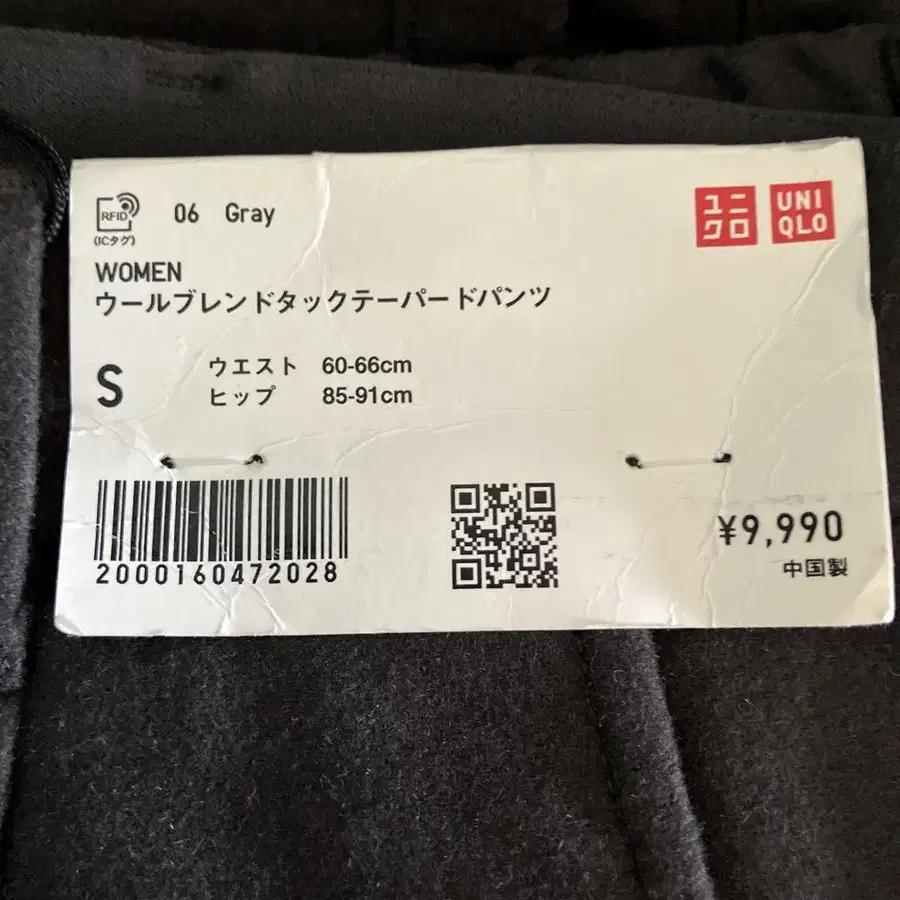 RFID
(ICタグ)
06 Gray
ユニ
クロ
UNI
QLO
WOMEN
ウールブレンドタックテーパードパンツ
S
ウエスト 60-66cm
ヒップ 85-91cm
2000160472028
¥9,990
中国製